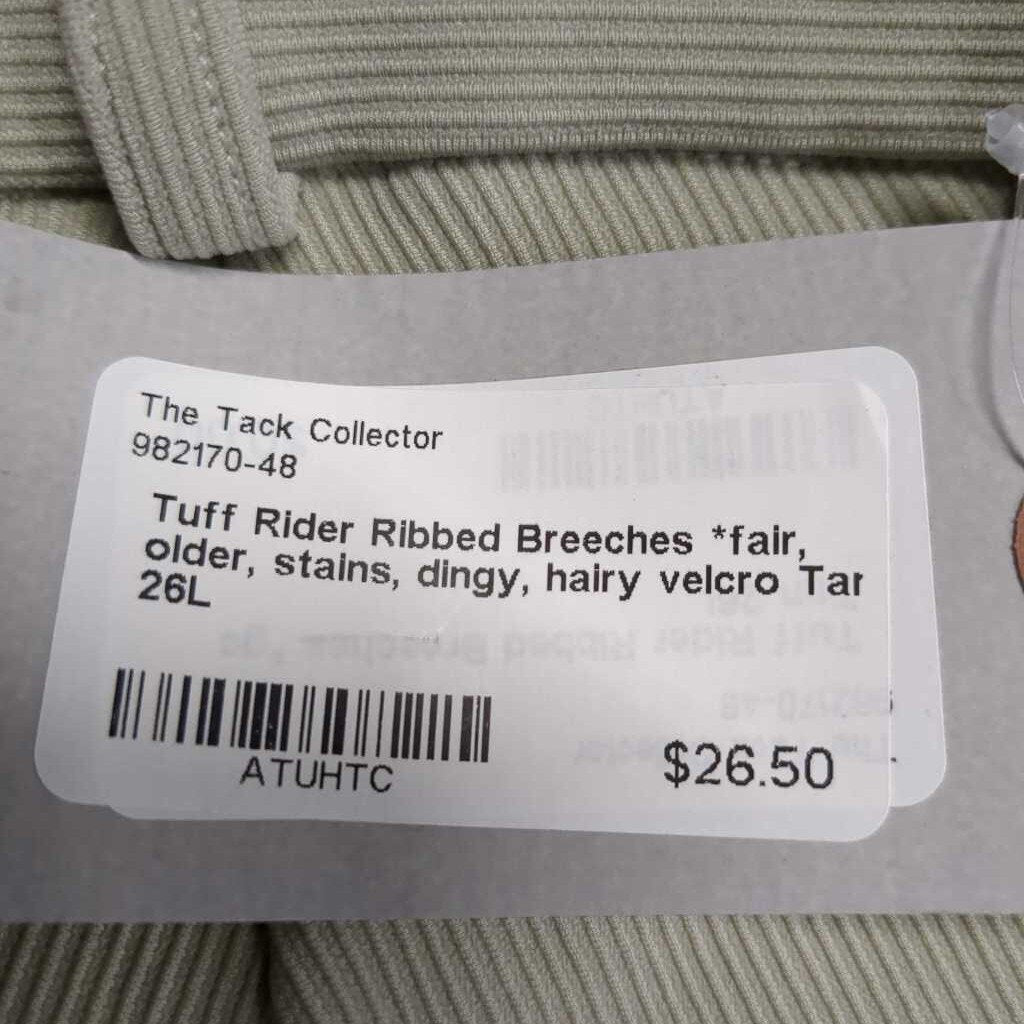 The Tack Collector
982170-48
Tuff Rider Ribbed Breeches *fair,
older, stains, dingy, hairy velcro Tar
26L
ATUHTC
$26.50